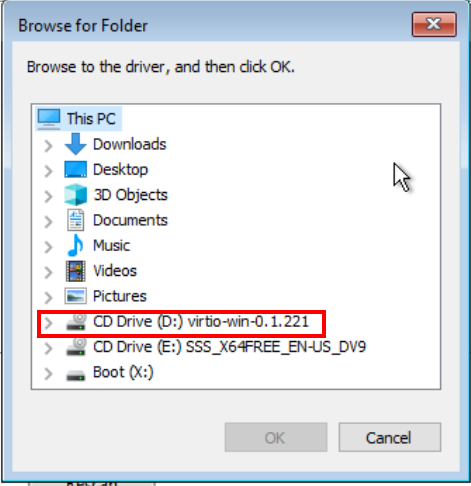 Browse for Folder
Browse to the driver, and then click OK.
This PC
Downloads
Desktop
3D Objects
Documents
Music
Videos
Pictures
CD Drive (D:) virtio-win-0.1.221
CD Drive (E:) SSS_X64FREE_EN-US_DV9
Boot (X:)
OK
Cancel